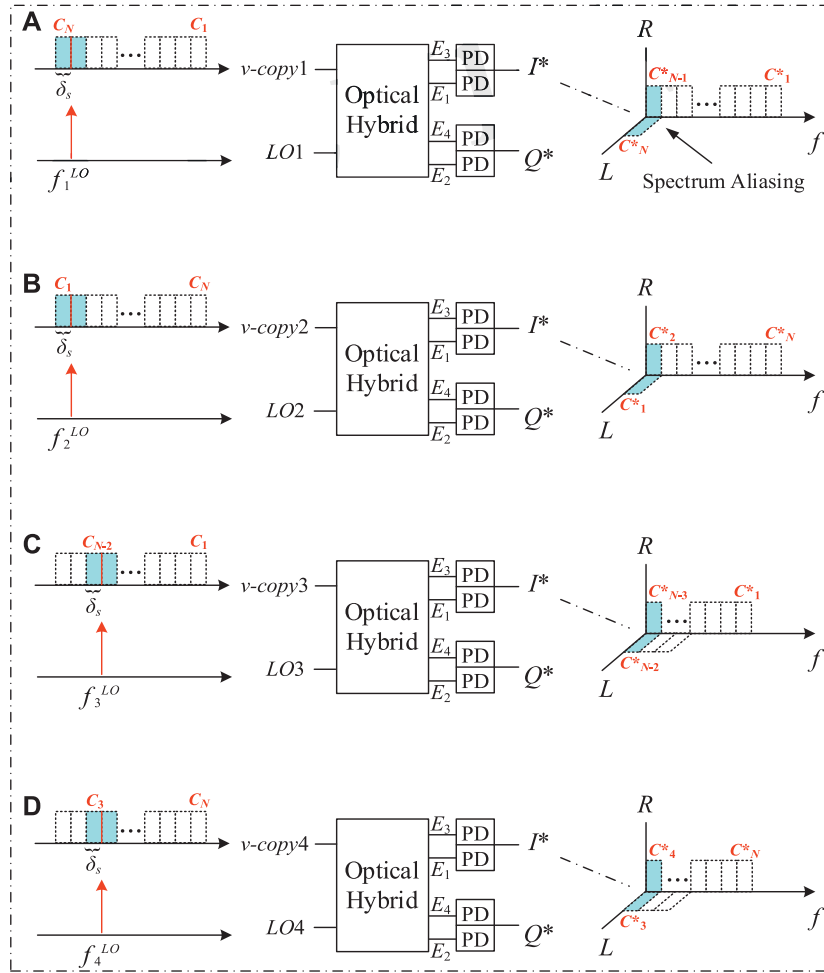 A
C_N C_1
δ_s
f_1^LO
v-copy1
LO1
Optical
Hybrid
E_3 PD
E_1 PD
E_4 PD
E_2 PD
I*
Q*
R
C*_N-1 C*_1
C*_N
L
f
Spectrum Aliasing
B
C_1 C_N
δ_s
f_2^LO
v-copy2
LO2
Optical
Hybrid
E_3 PD
E_1 PD
E_4 PD
E_2 PD
I*
Q*
R
C*_2 C*_N
C*_1
L
f
C
C_N-2 C_1
δ_s
f_3^LO
v-copy3
LO3
Optical
Hybrid
E_3 PD
E_1 PD
E_4 PD
E_2 PD
I*
Q*
R
C*_N-3 C*_1
C*_N-2
L
f
D
C_3 C_N
δ_s
f_4^LO
v-copy4
LO4
Optical
Hybrid
E_3 PD
E_1 PD
E_4 PD
E_2 PD
I*
Q*
R
C*_4 C*_N
C*_3
L
f